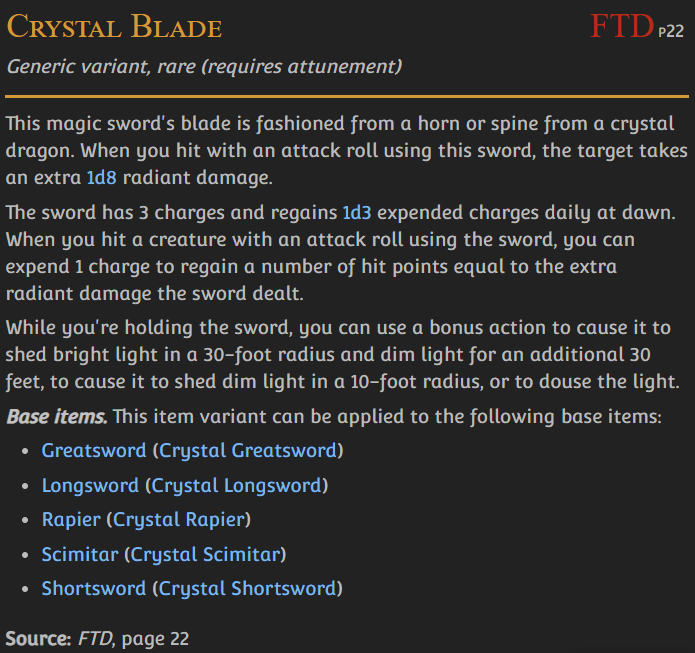 Crystal Blade FTD P22
Generic variant, rare (requires attunement)
This magic sword's blade is fashioned from a horn or spine from a crystal
dragon. When you hit with an attack roll using this sword, the target takes
an extra 1d8 radiant damage.
The sword has 3 charges and regains 1d3 expended charges daily at dawn.
When you hit a creature with an attack roll using the sword, you can
expend 1 charge to regain a number of hit points equal to the extra
radiant damage the sword dealt.
While you're holding the sword, you can use a bonus action to cause it to
shed bright light in a 30-foot radius and dim light for an additional 30
feet, to cause it to shed dim light in a 10-foot radius, or to douse the light.
Base items. This item variant can be applied to the following base items:
• Greatsword (Crystal Greatsword)
• Longsword (Crystal Longsword)
• Rapier (Crystal Rapier)
• Scimitar (Crystal Scimitar)
• Shortsword (Crystal Shortsword)
Source: FTD, page 22